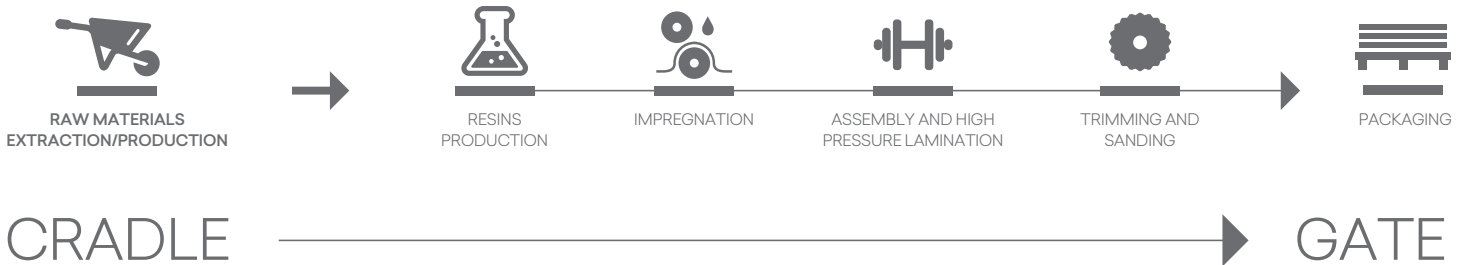 RAW MATERIALS
EXTRACTION/PRODUCTION
RESINS
PRODUCTION
IMPREGNATION
ASSEMBLY AND HIGH
PRESSURE LAMINATION
TRIMMING AND
SANDING
PACKAGING
CRADLE
GATE